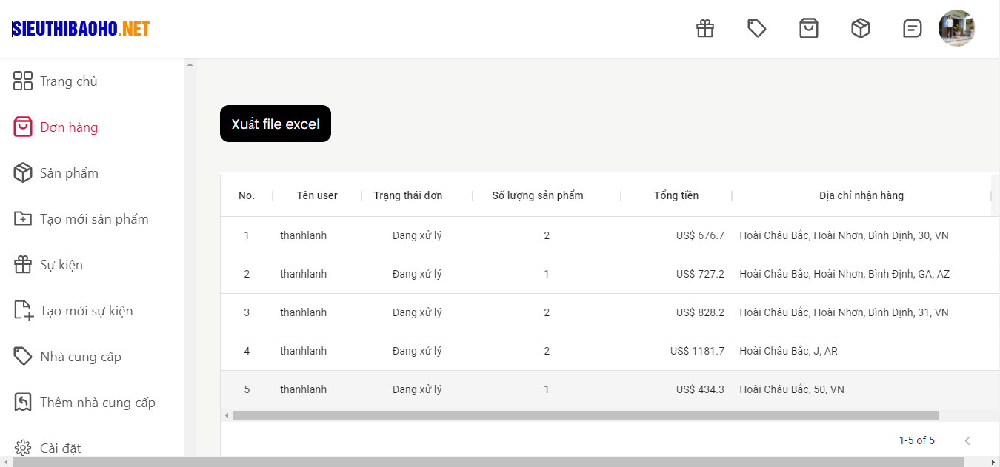 SIEUTHIBAOHO.NET
Trang chủ
Đơn hàng
Sản phẩm
Tạo mới sản phẩm
Sự kiện
Tạo mới sự kiện
Nhà cung cấp
Thêm nhà cung cấp
Cài đặt
Xuất file excel
No. Tên user Trạng thái đơn Số lượng sản phẩm Tổng tiền Địa chỉ nhận hàng
1 thanhlanh Đang xử lý 2 US$ 676.7 Hoài Châu Bắc, Hoài Nhơn, Bình Định, 30, VN
2 thanhlanh Đang xử lý 1 US$ 727.2 Hoài Châu Bắc, Hoài Nhơn, Bình Định, GA, AZ
3 thanhlanh Đang xử lý 2 US$ 828.2 Hoài Châu Bắc, Hoài Nhơn, Bình Định, 31, VN
4 thanhlanh Đang xử lý 2 US$ 1181.7 Hoài Châu Bắc, J, AR
5 thanhlanh Đang xử lý 1 US$ 434.3 Hoài Châu Bắc, 50, VN
1-5 of 5